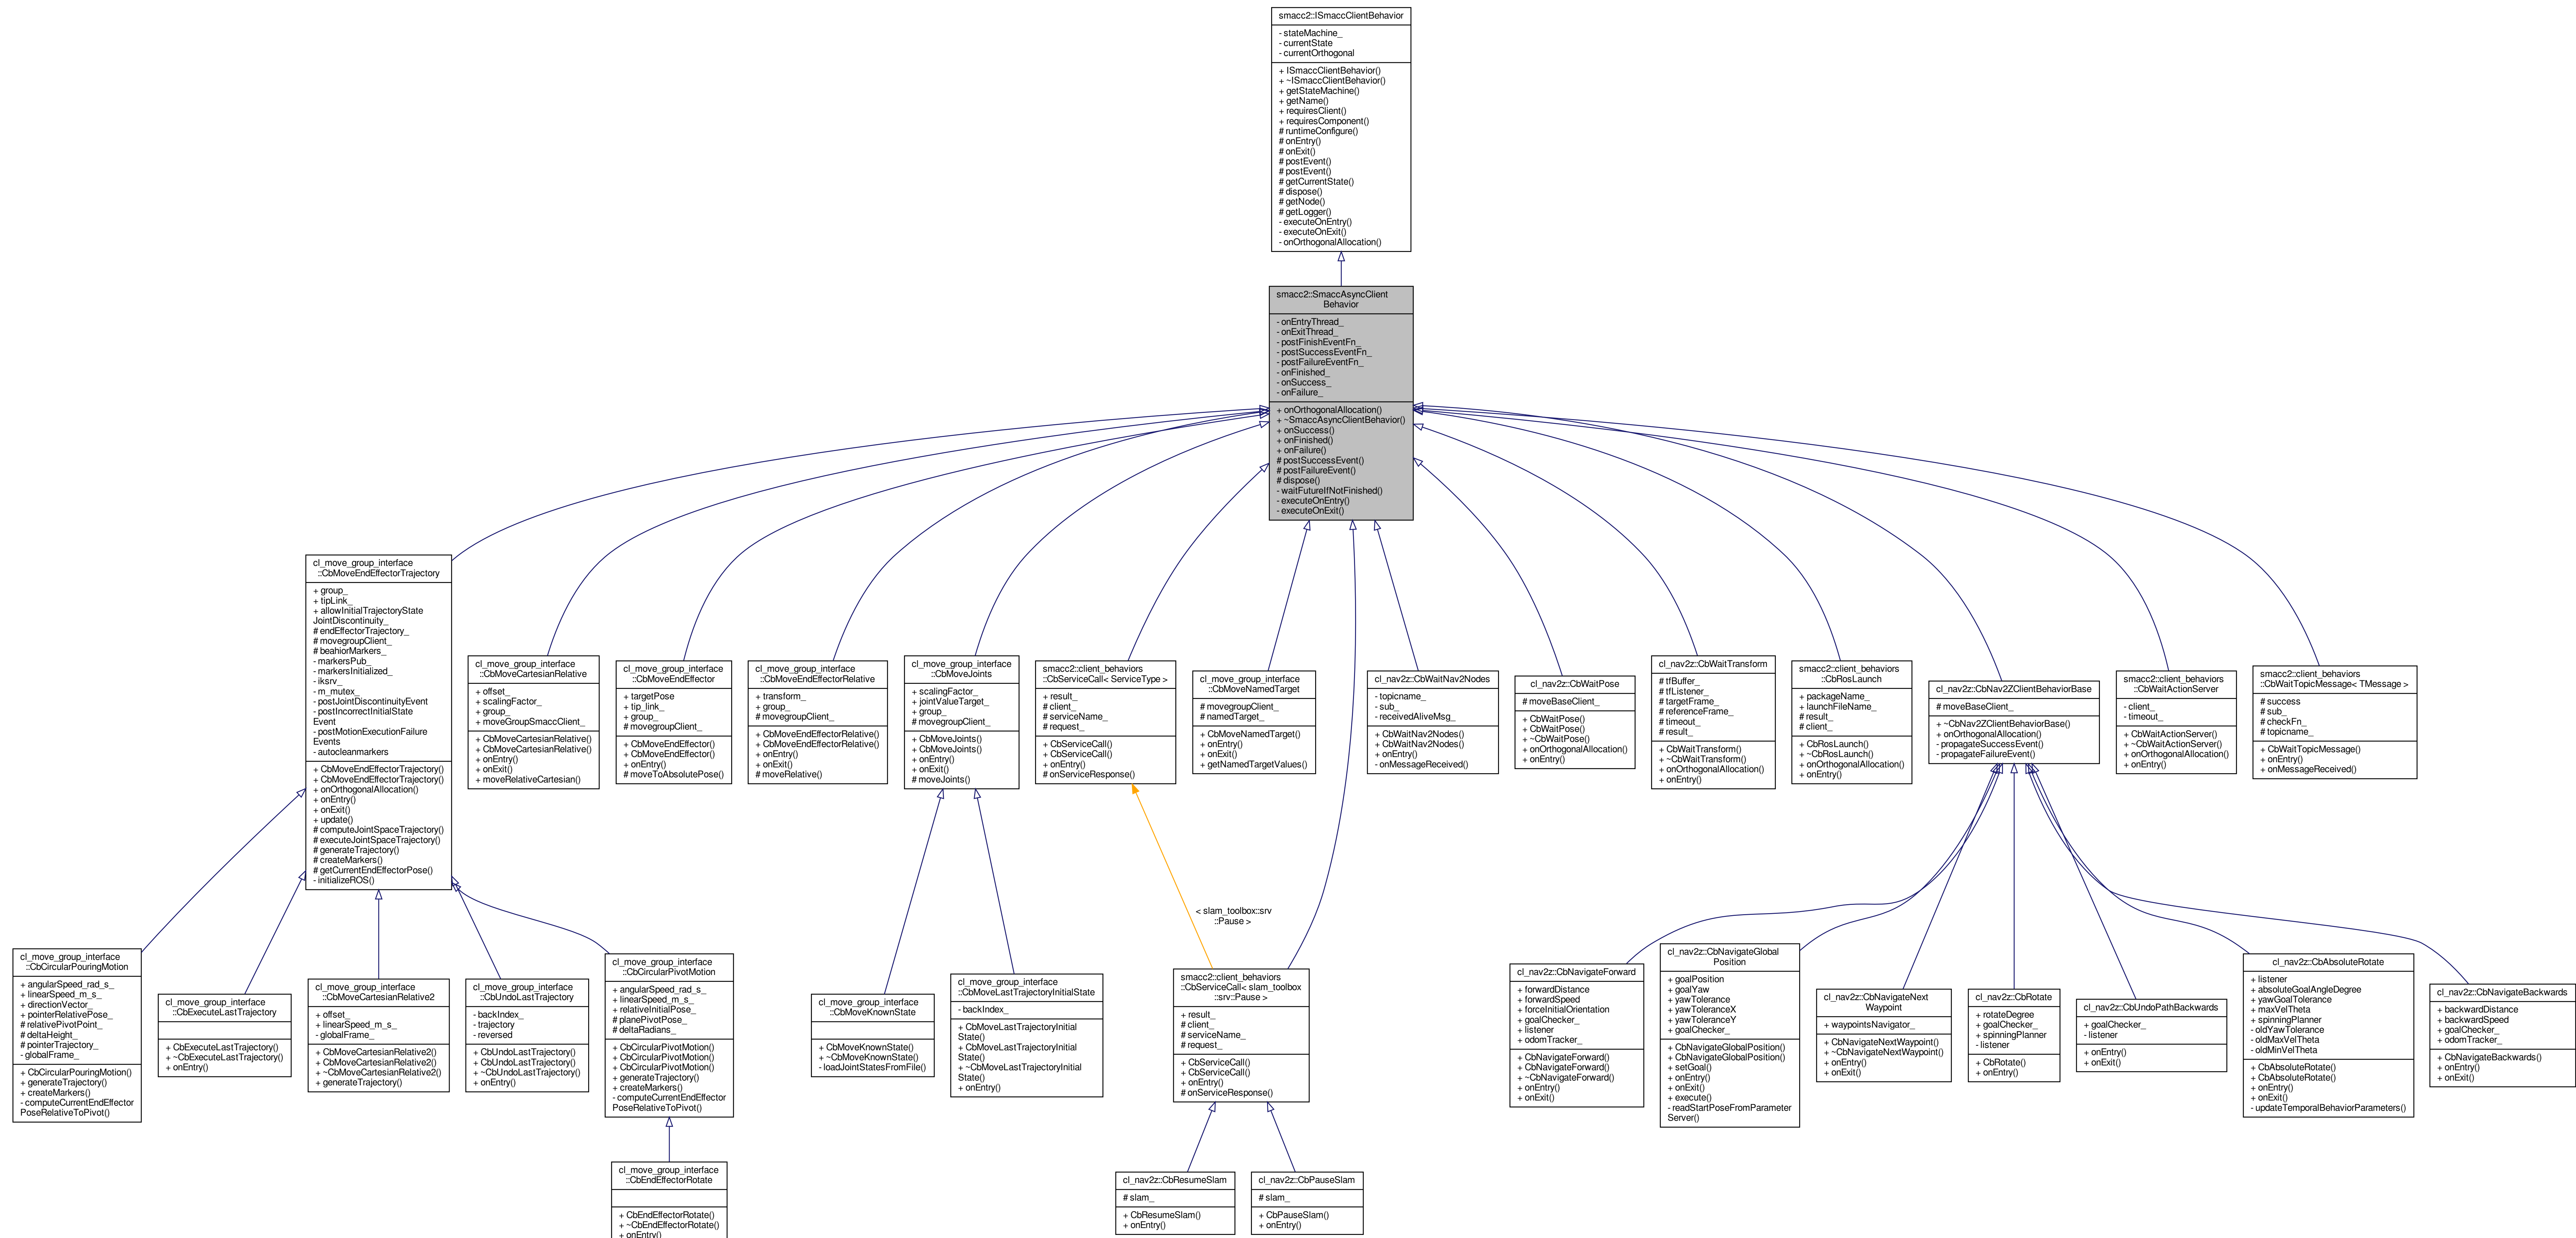 smacc2::ISmaccClientBehavior
- stateMachine_
- currentState
- currentOrthogonal
+ ISmaccClientBehavior()
+ ~ISmaccClientBehavior()
+ getStateMachine()
+ getName()
+ requiresClient()
+ requiresComponent()
# runtimeConfigure()
# onEntry()
# onExit()
# postEvent()
# postEvent()
# getCurrentState()
# dispose()
# getNode()
# getLogger()
- executeOnEntry()
- executeOnExit()
- onOrthogonalAllocation()
smacc2::SmaccAsyncClient
Behavior
- onEntryThread_
- onExitThread_
- postFinishEventFn_
- postSuccessEventFn_
- postFailureEventFn_
- onFinished_
- onSuccess_
- onFailure_
+ onOrthogonalAllocation()
+ ~SmaccAsyncClientBehavior()
+ onSuccess()
+ onFinished()
+ onFailure()
# postSuccessEvent()
# postFailureEvent()
# dispose()
- waitFutureIfNotFinished()
- executeOnEntry()
- executeOnExit()
cl_move_group_interface
::CbMoveEndEffectorTrajectory
+ group_
+ tipLink_
+ allowInitialTrajectoryState
JointDiscontinuity_
# endEffectorTrajectory_
# movegroupClient_
# beahiorMarkers_
- markersPub_
- markersInitialized_
- iksrv_
- m_mutex_
- postJointDiscontinuityEvent
- postIncorrectInitialState
Event
- postMotionExecutionFailure
Events
- autocleanmarkers
+ CbMoveEndEffectorTrajectory()
+ CbMoveEndEffectorTrajectory()
+ onOrthogonalAllocation()
+ onEntry()
+ onExit()
+ update()
# computeJointSpaceTrajectory()
# executeJointSpaceTrajectory()
# generateTrajectory()
# createMarkers()
# getCurrentEndEffectorPose()
- initializeROS()
cl_move_group_interface
::CbMoveCartesianRelative
+ offset_
+ scalingFactor_
+ group_
+ moveGroupSmaccClient_
+ CbMoveCartesianRelative()
+ CbMoveCartesianRelative()
+ onEntry()
+ onExit()
+ moveRelativeCartesian()
cl_move_group_interface
::CbMoveEndEffector
+ targetPose
+ tip_link_
+ group_
# movegroupClient_
+ CbMoveEndEffector()
+ CbMoveEndEffector()
+ onEntry()
# moveToAbsolutePose()
cl_move_group_interface
::CbMoveEndEffectorRelative
+ transform_
+ group_
# movegroupClient_
+ CbMoveEndEffectorRelative()
+ CbMoveEndEffectorRelative()
+ onEntry()
+ onExit()
# moveRelative()
cl_move_group_interface
::CbMoveJoints
+ scalingFactor_
+ jointValueTarget_
+ group_
# movegroupClient_
+ CbMoveJoints()
+ CbMoveJoints()
+ onEntry()
+ onExit()
# moveJoints()
smacc2::client_behaviors
::CbServiceCall< ServiceType >
+ result_
# client_
# serviceName_
# request_
+ CbServiceCall()
+ CbServiceCall()
+ onEntry()
# onServiceResponse()
cl_move_group_interface
::CbMoveNamedTarget
# movegroupClient_
# namedTarget_
+ CbMoveNamedTarget()
+ onEntry()
+ onExit()
+ getNamedTargetValues()
cl_nav2z::CbWaitNav2Nodes
- topicname_
- sub_
- receivedAliveMsg_
+ CbWaitNav2Nodes()
+ CbWaitNav2Nodes()
+ onEntry()
- onMessageReceived()
cl_nav2z::CbWaitPose
# moveBaseClient_
+ CbWaitPose()
+ CbWaitPose()
+ ~CbWaitPose()
+ onOrthogonalAllocation()
+ onEntry()
cl_nav2z::CbWaitTransform
# tfBuffer_
# tfListener_
# targetFrame_
# referenceFrame_
# timeout_
# result_
+ CbWaitTransform()
+ ~CbWaitTransform()
+ onOrthogonalAllocation()
+ onEntry()
smacc2::client_behaviors
::CbRosLaunch
+ packageName_
+ launchFileName_
# result_
# client_
+ CbRosLaunch()
+ ~CbRosLaunch()
+ onOrthogonalAllocation()
+ onEntry()
cl_nav2z::CbNav2ZClientBehaviorBase
# moveBaseClient_
+ ~CbNav2ZClientBehaviorBase()
+ onOrthogonalAllocation()
- propagateSuccessEvent()
- propagateFailureEvent()
smacc2::client_behaviors
::CbWaitActionServer
- client_
- timeout_
+ CbWaitActionServer()
+ ~CbWaitActionServer()
+ onOrthogonalAllocation()
+ onEntry()
smacc2::client_behaviors
::CbWaitTopicMessage< TMessage >
# success
# sub_
# checkFn_
# topicname_
+ CbWaitTopicMessage()
+ onEntry()
+ onMessageReceived()
< slam_toolbox::srv
::Pause >
cl_move_group_interface
::CbCircularPouringMotion
+ angularSpeed_rad_s_
+ linearSpeed_m_s_
+ directionVector_
+ pointerRelativePose_
# relativePivotPoint_
# deltaHeight_
# pointerTrajectory_
- globalFrame_
+ CbCircularPouringMotion()
+ generateTrajectory()
+ createMarkers()
- computeCurrentEndEffector
PoseRelativeToPivot()
cl_move_group_interface
::CbExecuteLastTrajectory
+ CbExecuteLastTrajectory()
+ ~CbExecuteLastTrajectory()
+ onEntry()
cl_move_group_interface
::CbMoveCartesianRelative2
+ offset_
+ linearSpeed_m_s_
- globalFrame_
+ CbMoveCartesianRelative2()
+ CbMoveCartesianRelative2()
+ ~CbMoveCartesianRelative2()
+ generateTrajectory()
cl_move_group_interface
::CbUndoLastTrajectory
- backIndex_
- trajectory
- reversed
+ CbUndoLastTrajectory()
+ CbUndoLastTrajectory()
+ ~CbUndoLastTrajectory()
+ onEntry()
cl_move_group_interface
::CbCircularPivotMotion
+ angularSpeed_rad_s_
+ linearSpeed_m_s_
+ relativeInitialPose_
# planePivotPose_
# deltaRadians_
+ CbCircularPivotMotion()
+ CbCircularPivotMotion()
+ CbCircularPivotMotion()
+ generateTrajectory()
+ createMarkers()
- computeCurrentEndEffector
PoseRelativeToPivot()
cl_move_group_interface
::CbMoveKnownState
+ CbMoveKnownState()
+ ~CbMoveKnownState()
- loadJointStatesFromFile()
cl_move_group_interface
::CbMoveLastTrajectoryInitialState
- backIndex_
+ CbMoveLastTrajectoryInitial
State()
+ CbMoveLastTrajectoryInitial
State()
+ ~CbMoveLastTrajectoryInitial
State()
+ onEntry()
smacc2::client_behaviors
::CbServiceCall< slam_toolbox
::srv::Pause >
+ result_
# client_
# serviceName_
# request_
+ CbServiceCall()
+ CbServiceCall()
+ onEntry()
# onServiceResponse()
cl_nav2z::CbNavigateForward
+ forwardDistance
+ forwardSpeed
+ forceInitialOrientation
+ goalChecker_
+ listener
+ odomTracker_
+ CbNavigateForward()
+ CbNavigateForward()
+ ~CbNavigateForward()
+ onEntry()
+ onExit()
cl_nav2z::CbNavigateGlobal
Position
+ goalPosition
+ goalYaw
+ yawTolerance
+ yawToleranceX
+ yawToleranceY
+ goalChecker_
+ CbNavigateGlobalPosition()
+ CbNavigateGlobalPosition()
+ setGoal()
+ onEntry()
+ onExit()
+ execute()
- readStartPoseFromParameter
Server()
cl_nav2z::CbNavigateNext
Waypoint
+ waypointsNavigator_
+ CbNavigateNextWaypoint()
+ ~CbNavigateNextWaypoint()
+ onEntry()
+ onExit()
cl_nav2z::CbRotate
+ rotateDegree
+ goalChecker_
+ spinningPlanner
- listener
+ CbRotate()
+ onEntry()
cl_nav2z::CbUndoPathBackwards
+ goalChecker_
- listener
+ onEntry()
+ onExit()
cl_nav2z::CbAbsoluteRotate
+ listener
+ absoluteGoalAngleDegree
+ yawGoalTolerance
+ maxVelTheta
+ spinningPlanner
- oldYawTolerance
- oldMaxVelTheta
- oldMinVelTheta
+ CbAbsoluteRotate()
+ CbAbsoluteRotate()
+ onEntry()
+ onExit()
- updateTemporalBehaviorParameters()
cl_nav2z::CbNavigateBackwards
+ backwardDistance
+ backwardSpeed
+ goalChecker_
+ odomTracker_
+ CbNavigateBackwards()
+ onEntry()
+ onExit()
cl_move_group_interface
::CbEndEffectorRotate
+ CbEndEffectorRotate()
+ ~CbEndEffectorRotate()
+ onEntry()
cl_nav2z::CbResumeSlam
# slam_
+ CbResumeSlam()
+ onEntry()
cl_nav2z::CbPauseSlam
# slam_
+ CbPauseSlam()
+ onEntry()